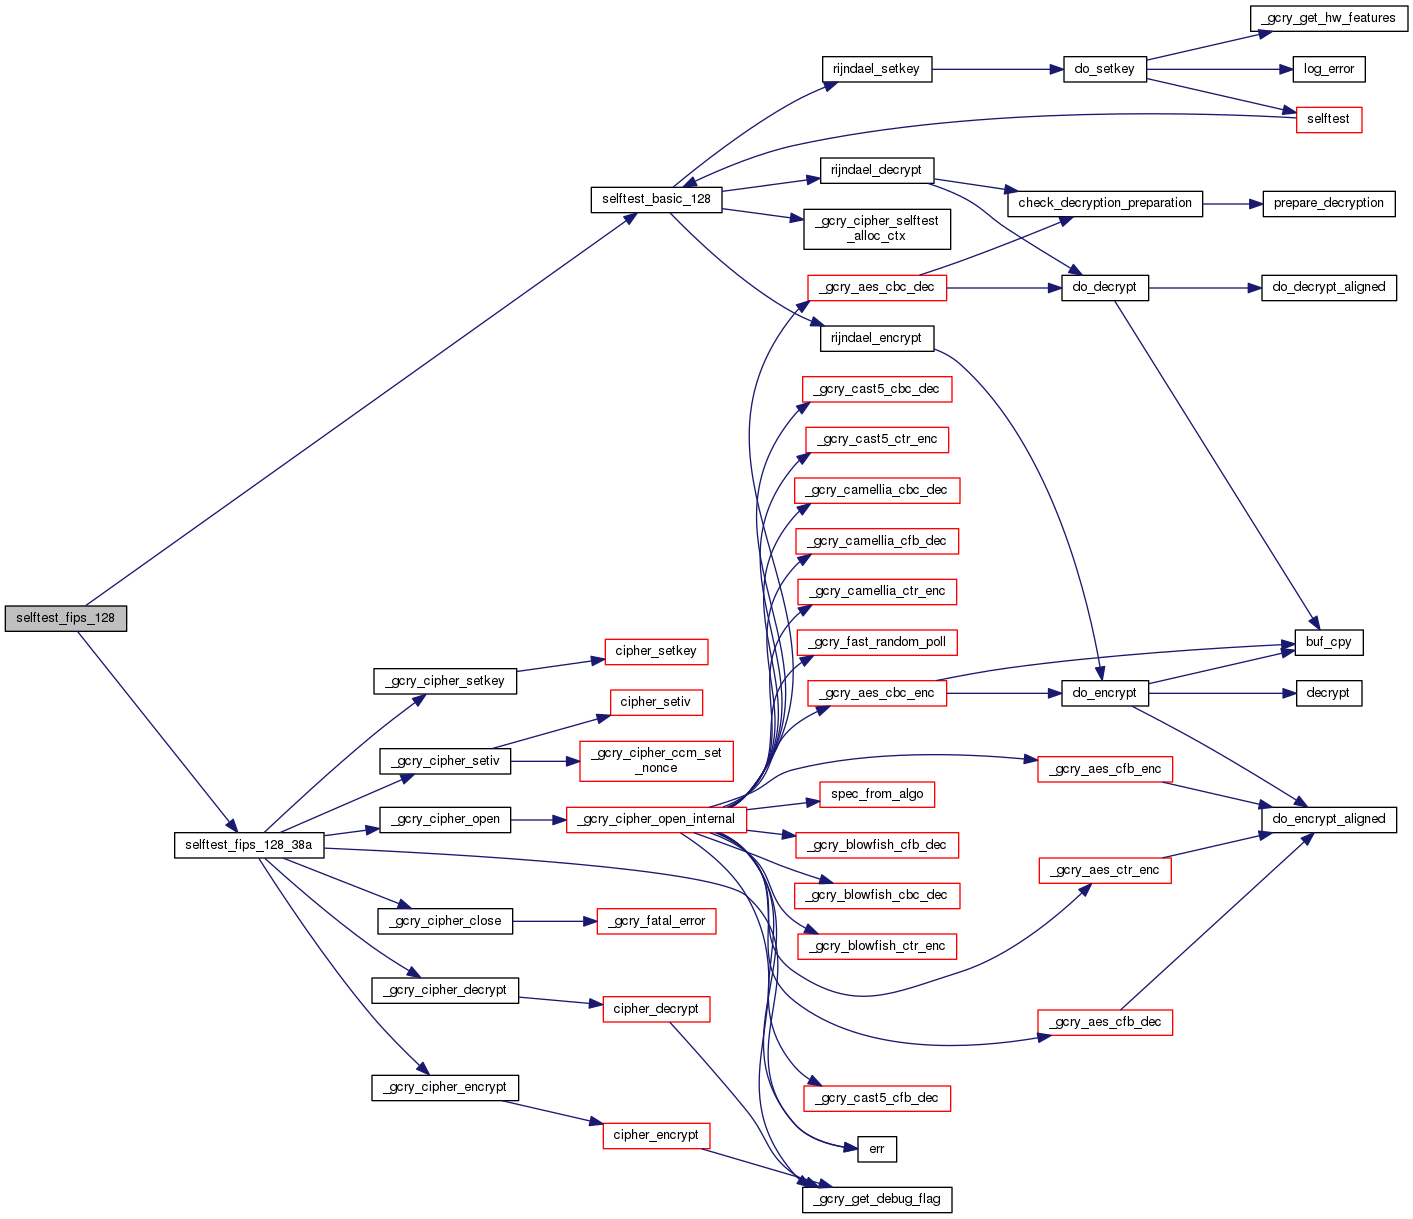 _gcry_get_hw_features
rijndael_setkey
do_setkey
log_error
selftest
rijndael_decrypt
selftest_basic_128
check_decryption_preparation
prepare_decryption
_gcry_cipher_selftest
_alloc_ctx
_gcry_aes_cbc_dec
do_decrypt
do_decrypt_aligned
rijndael_encrypt
_gcry_cast5_cbc_dec
_gcry_cast5_ctr_enc
_gcry_camellia_cbc_dec
_gcry_camellia_cfb_dec
_gcry_camellia_ctr_enc
selftest_fips_128
_gcry_fast_random_poll
buf_cpy
cipher_setkey
_gcry_cipher_setkey
_gcry_aes_cbc_enc
do_encrypt
decrypt
cipher_setiv
_gcry_cipher_setiv
_gcry_cipher_ccm_set
_nonce
_gcry_aes_cfb_enc
spec_from_algo
_gcry_cipher_open
_gcry_cipher_open_internal
do_encrypt_aligned
selftest_fips_128_38a
_gcry_blowfish_cfb_dec
_gcry_aes_ctr_enc
_gcry_blowfish_cbc_dec
_gcry_cipher_close
_gcry_fatal_error
_gcry_blowfish_ctr_enc
_gcry_cipher_decrypt
cipher_decrypt
_gcry_aes_cfb_dec
_gcry_cipher_encrypt
_gcry_cast5_cfb_dec
cipher_encrypt
err
_gcry_get_debug_flag